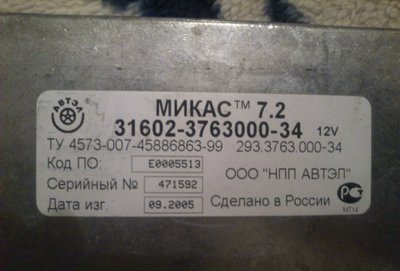 АВТЭЛ
МИКАС™ 7.2
31602-3763000-34 12V
ТУ 4573-007-45886863-99 293.3763.000-34
Код ПО: E0005513
Серийный № 471592
ООО "НПП АВТЭЛ"
Дата изг. 09.2005 Сделано в России
МТ14